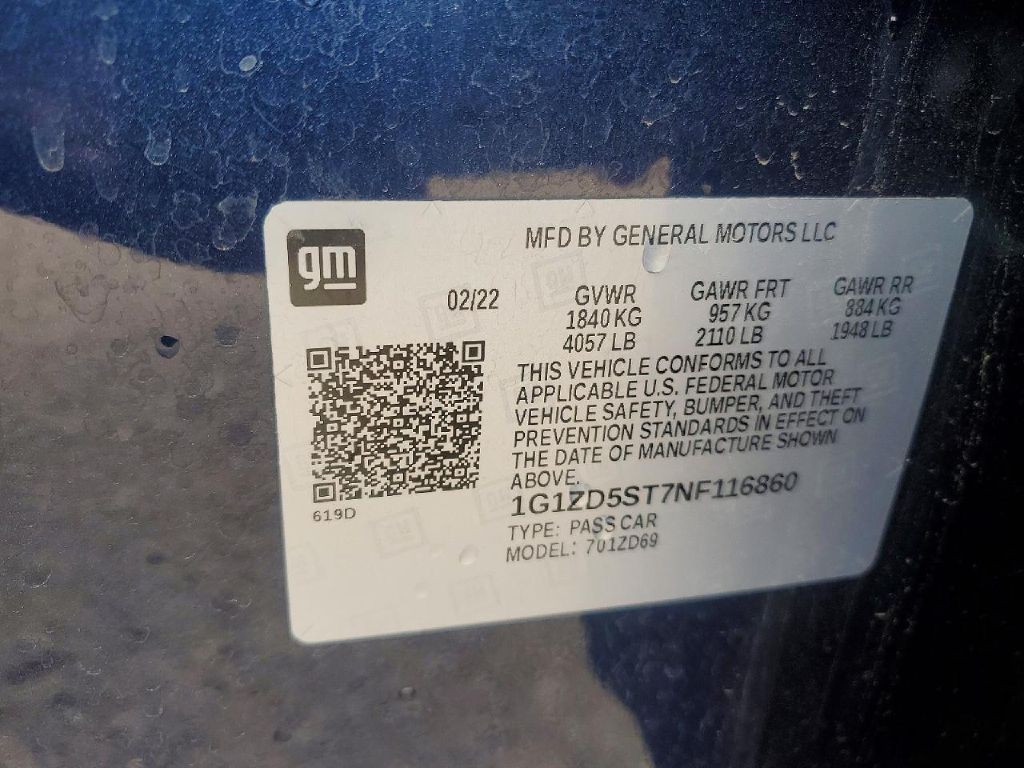 gm
MFD BY GENERAL MOTORS LLC
02/22
GVWR
1840 KG
4057 LB
GAWR FRT
957 KG
2110 LB
GAWR RR
884 KG
1948 LB
THIS VEHICLE CONFORMS TO ALL
APPLICABLE U.S. FEDERAL MOTOR
VEHICLE SAFETY, BUMPER, AND THEFT
PREVENTION STANDARDS IN EFFECT ON
THE DATE OF MANUFACTURE SHOWN
ABOVE.
1G1ZD5ST7NF116860
TYPE: PASS CAR
MODEL: 701ZD69
619D